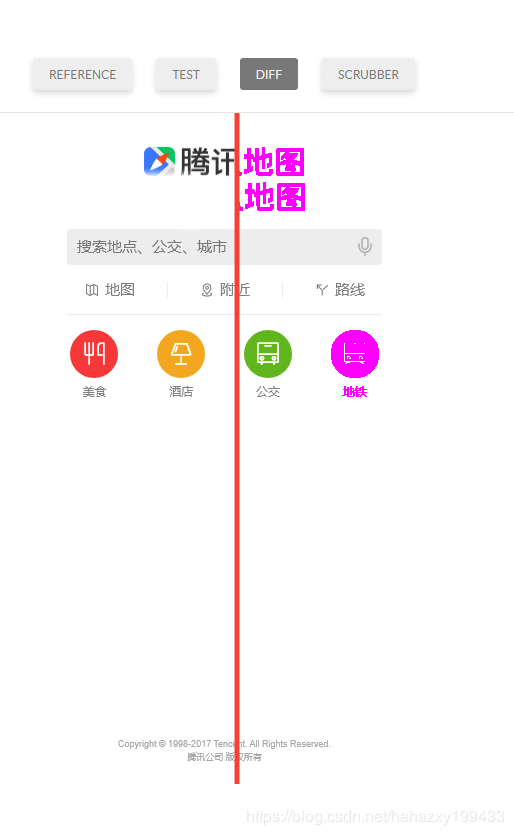 REFERENCE TEST DIFF SCRUBBER
腾讯地图
地图
搜索地点、公交、城市
地图 附近 路线
美食 酒店 公交 地铁
Copyright © 1998-2017 Tencent. All Rights Reserved.
腾讯公司 版权所有
https://blog.csdn.net/hahazxy199433